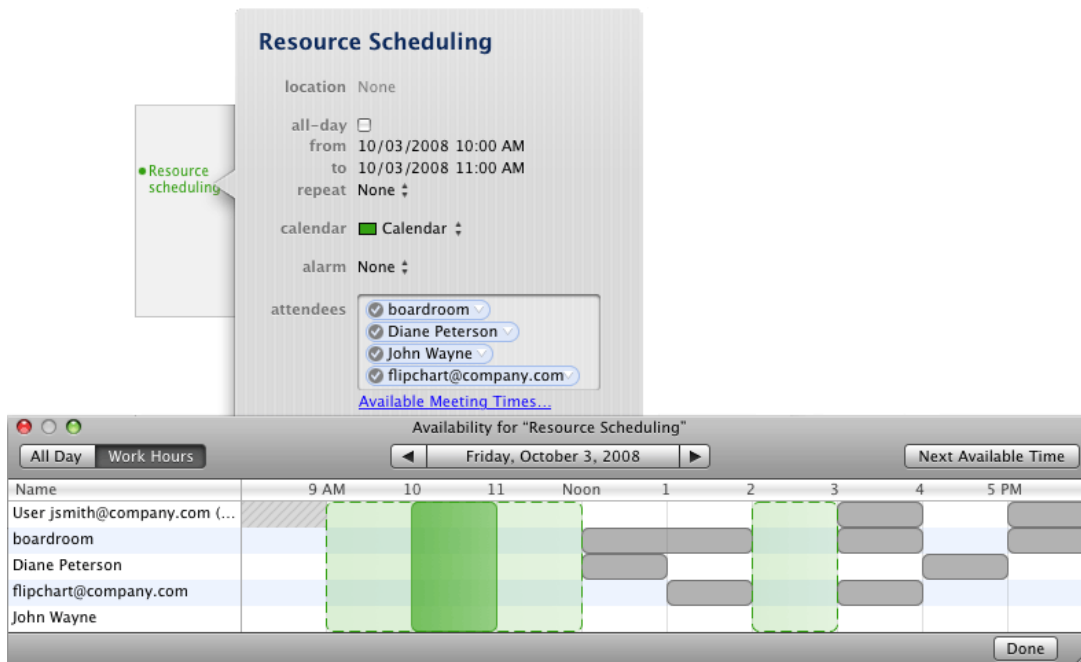 Resource Scheduling
location None
all-day
from 10/03/2008 10:00 AM
to 10/03/2008 11:00 AM
Resource
scheduling
repeat None
calendar Calendar
alarm None
attendees boardroom
Diane Peterson
John Wayne
flipchart@company.com
Available Meeting Times...
Availability for “Resource Scheduling”
All Day Work Hours Friday, October 3, 2008 Next Available Time
Name 9 AM 10 11 Noon 1 2 3 4 5 PM
User jsmith@company.com (...
boardroom
Diane Peterson
flipchart@company.com
John Wayne
Done